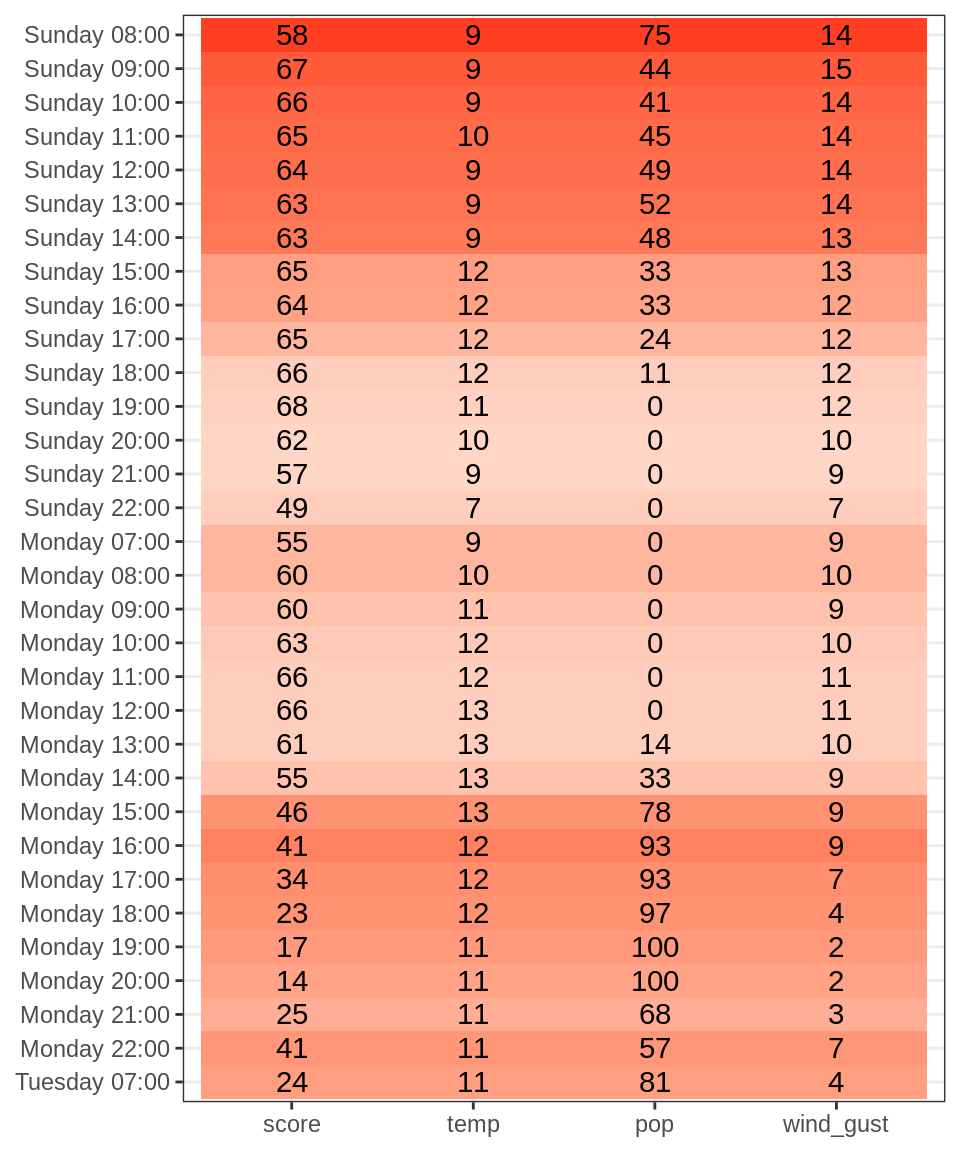 Sunday 08:00 58 9 75 14
Sunday 09:00 67 9 44 15
Sunday 10:00 66 9 41 14
Sunday 11:00 65 10 45 14
Sunday 12:00 64 9 49 14
Sunday 13:00 63 9 52 14
Sunday 14:00 63 9 48 13
Sunday 15:00 65 12 33 13
Sunday 16:00 64 12 33 12
Sunday 17:00 65 12 24 12
Sunday 18:00 66 12 11 12
Sunday 19:00 68 11 0 12
Sunday 20:00 62 10 0 10
Sunday 21:00 57 9 0 9
Sunday 22:00 49 7 0 7
Monday 07:00 55 9 0 9
Monday 08:00 60 10 0 10
Monday 09:00 60 11 0 9
Monday 10:00 63 12 0 10
Monday 11:00 66 12 0 11
Monday 12:00 66 13 0 11
Monday 13:00 61 13 14 10
Monday 14:00 55 13 33 9
Monday 15:00 46 13 78 9
Monday 16:00 41 12 93 9
Monday 17:00 34 12 93 7
Monday 18:00 23 12 97 4
Monday 19:00 17 11 100 2
Monday 20:00 14 11 100 2
Monday 21:00 25 11 68 3
Monday 22:00 41 11 57 7
Tuesday 07:00 24 11 81 4
score temp pop wind_gust